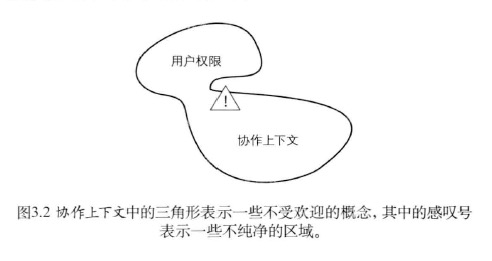 用户权限
!
协作上下文
图3.2 协作上下文中的三角形表示一些不受欢迎的概念，其中的感叹号
表示一些不纯净的区域。